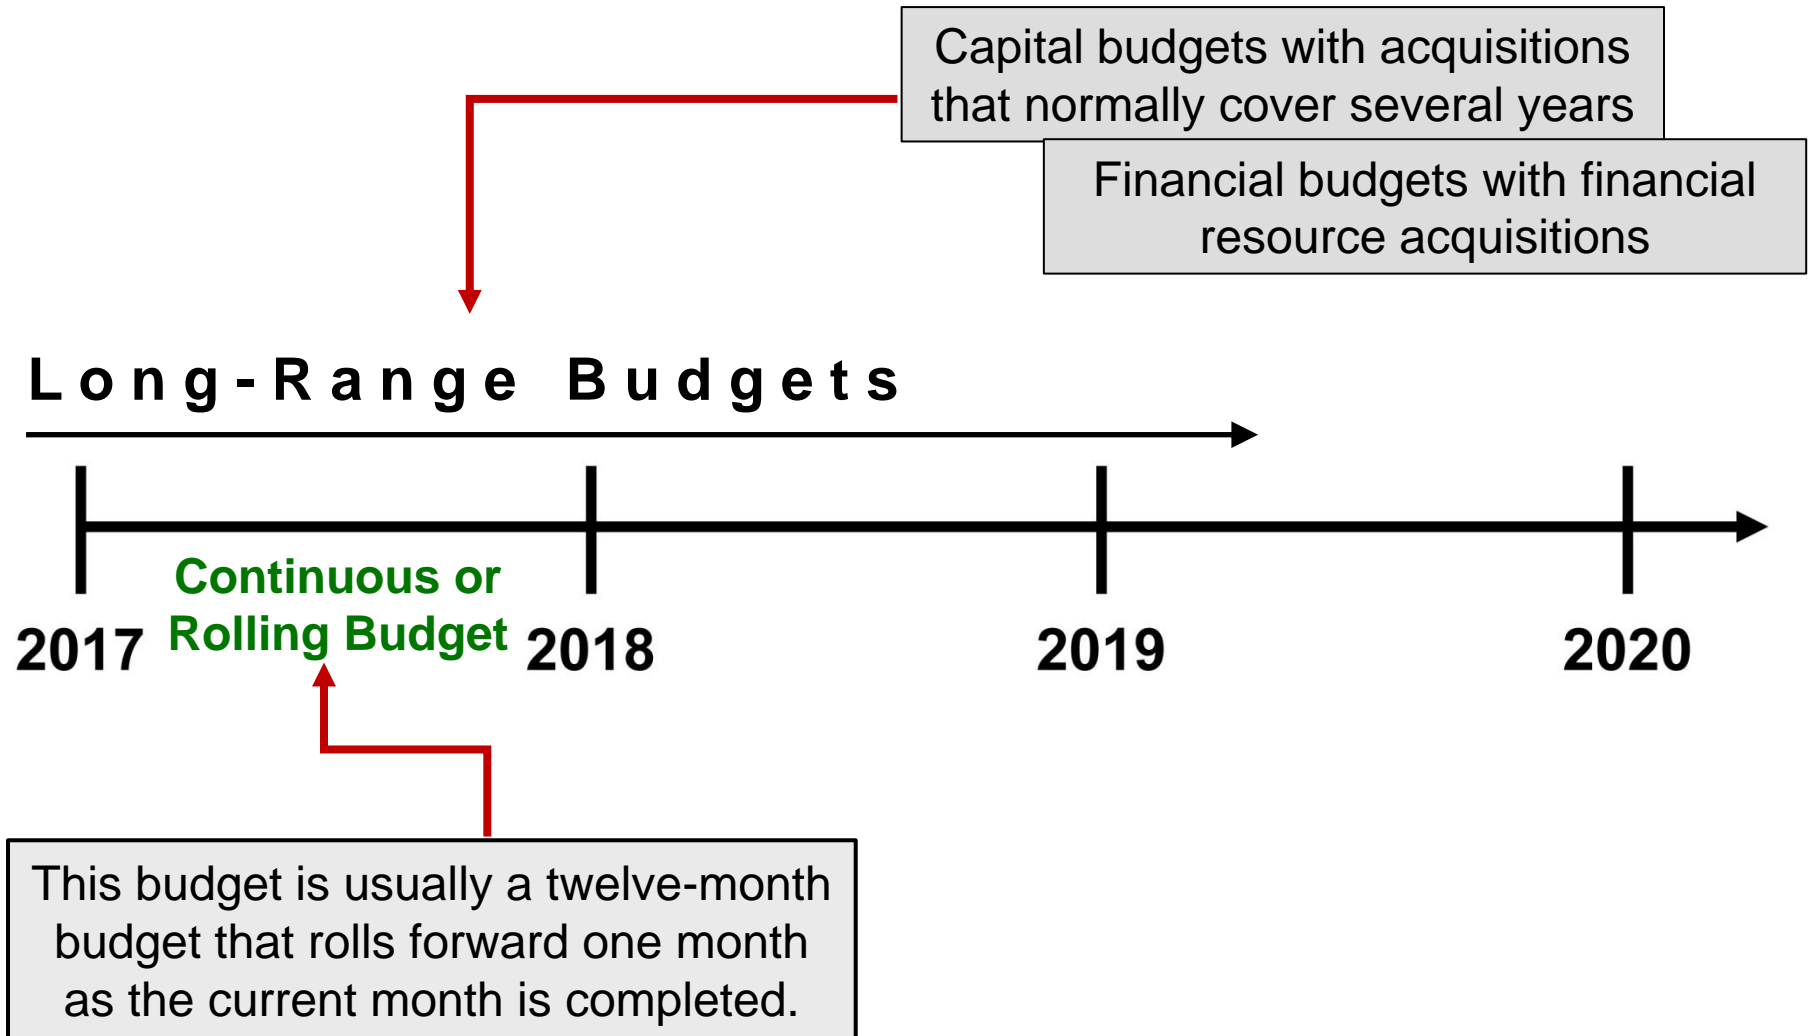 Capital budgets with acquisitions
that normally cover several years
Financial budgets with financial
resource acquisitions
Long-Range Budgets
Continuous or
Rolling Budget
2017
2018
2019
2020
This budget is usually a twelve-month
budget that rolls forward one month
as the current month is completed.